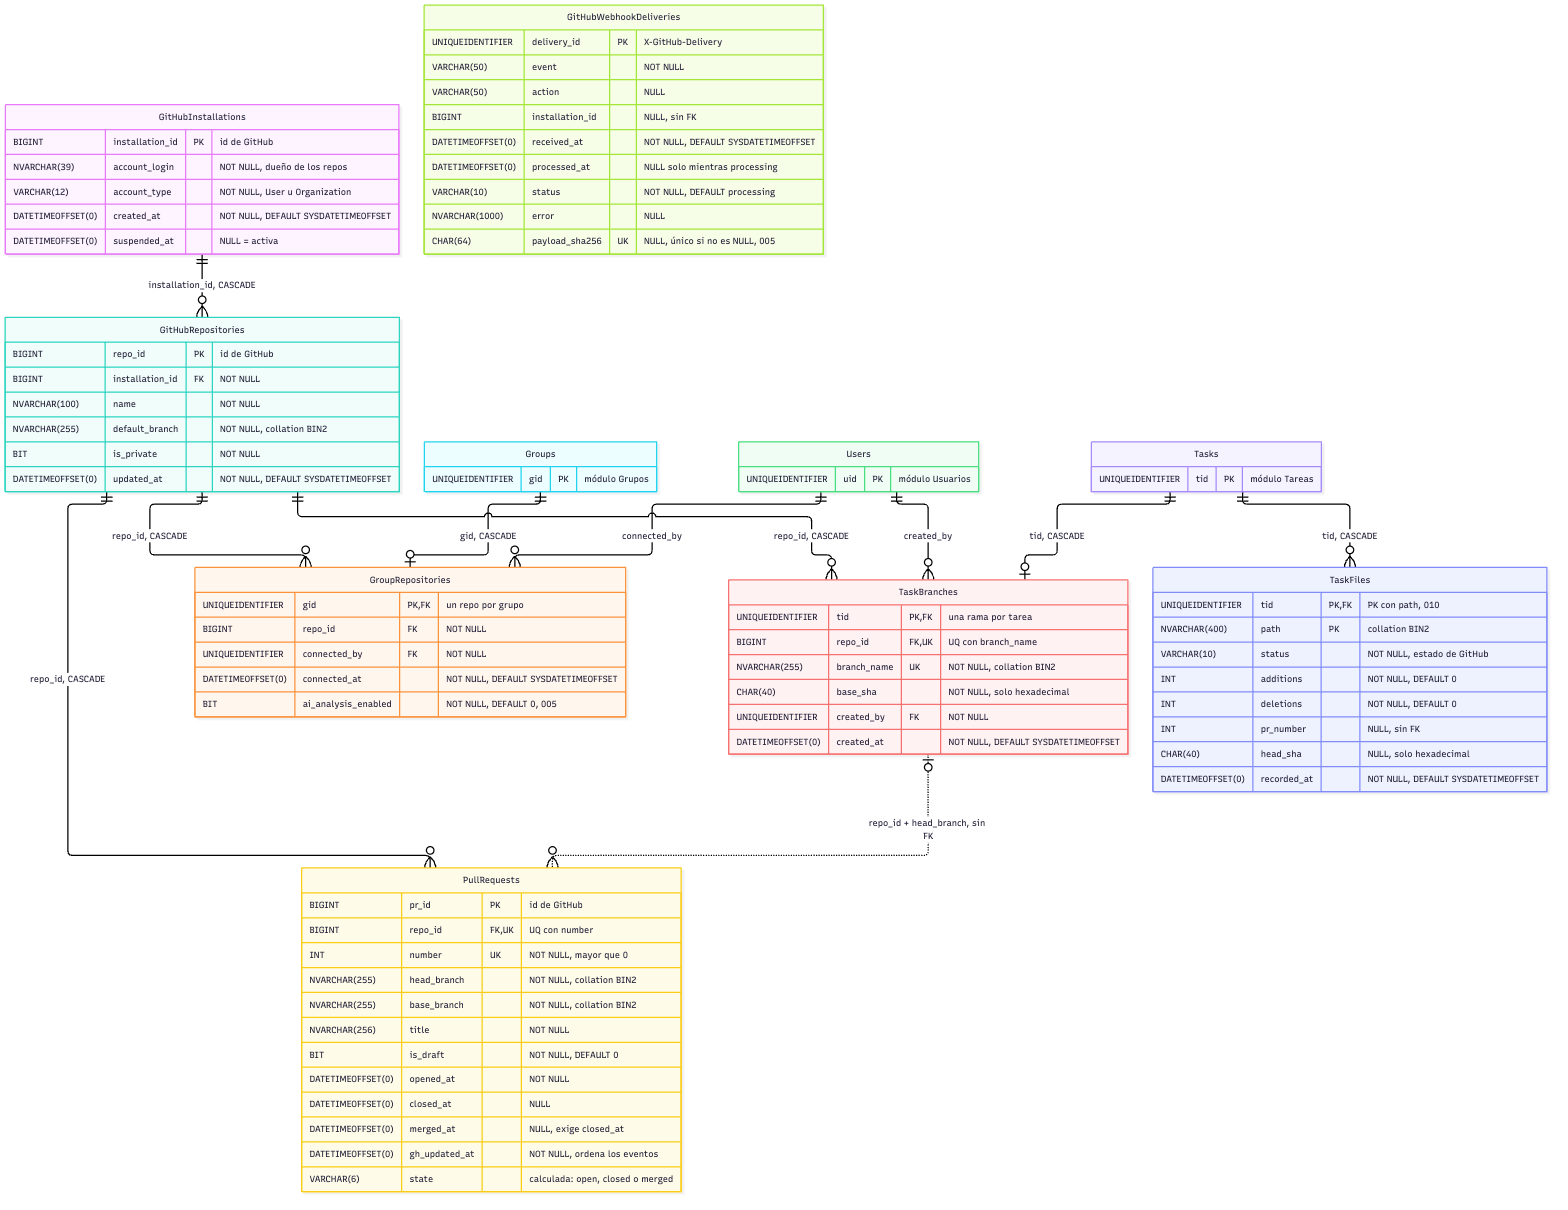 GitHubWebhookDeliveries
UNIQUEIDENTIFIER delivery_id PK X-GitHub-Delivery
VARCHAR(50) event NOT NULL
VARCHAR(50) action NULL
BIGINT installation_id NULL, sin FK
DATETIMEOFFSET(0) received_at NOT NULL, DEFAULT SYSDATETIMEOFFSET
DATETIMEOFFSET(0) processed_at NULL solo mientras processing
VARCHAR(10) status NOT NULL, DEFAULT processing
NVARCHAR(1000) error NULL
CHAR(64) payload_sha256 UK NULL, único si no es NULL, 005
GitHubInstallations
BIGINT installation_id PK id de GitHub
NVARCHAR(39) account_login NOT NULL, dueño de los repos
VARCHAR(12) account_type NOT NULL, User u Organization
DATETIMEOFFSET(0) created_at NOT NULL, DEFAULT SYSDATETIMEOFFSET
DATETIMEOFFSET(0) suspended_at NULL = activa
installation_id, CASCADE
GitHubRepositories
BIGINT repo_id PK id de GitHub
BIGINT installation_id FK NOT NULL
NVARCHAR(100) name NOT NULL
NVARCHAR(255) default_branch NOT NULL, collation BIN2
BIT is_private NOT NULL
DATETIMEOFFSET(0) updated_at NOT NULL, DEFAULT SYSDATETIMEOFFSET
Groups
UNIQUEIDENTIFIER gid PK módulo Grupos
Users
UNIQUEIDENTIFIER uid PK módulo Usuarios
Tasks
UNIQUEIDENTIFIER tid PK módulo Tareas
repo_id, CASCADE
gid, CASCADE
connected_by
repo_id, CASCADE
created_by
tid, CASCADE
tid, CASCADE
GroupRepositories
UNIQUEIDENTIFIER gid PK,FK un repo por grupo
BIGINT repo_id FK NOT NULL
UNIQUEIDENTIFIER connected_by FK NOT NULL
DATETIMEOFFSET(0) connected_at NOT NULL, DEFAULT SYSDATETIMEOFFSET
BIT ai_analysis_enabled NOT NULL, DEFAULT 0, 005
TaskBranches
UNIQUEIDENTIFIER tid PK,FK una rama por tarea
BIGINT repo_id FK,UK UQ con branch_name
NVARCHAR(255) branch_name UK NOT NULL, collation BIN2
CHAR(40) base_sha NOT NULL, solo hexadecimal
UNIQUEIDENTIFIER created_by FK NOT NULL
DATETIMEOFFSET(0) created_at NOT NULL, DEFAULT SYSDATETIMEOFFSET
TaskFiles
UNIQUEIDENTIFIER tid PK,FK PK con path, 010
NVARCHAR(400) path PK collation BIN2
VARCHAR(10) status NOT NULL, estado de GitHub
INT additions NOT NULL, DEFAULT 0
INT deletions NOT NULL, DEFAULT 0
INT pr_number NULL, sin FK
CHAR(40) head_sha NULL, solo hexadecimal
DATETIMEOFFSET(0) recorded_at NOT NULL, DEFAULT SYSDATETIMEOFFSET
repo_id, CASCADE
repo_id + head_branch, sin
FK
PullRequests
BIGINT pr_id PK id de GitHub
BIGINT repo_id FK,UK UQ con number
INT number UK NOT NULL, mayor que 0
NVARCHAR(255) head_branch NOT NULL, collation BIN2
NVARCHAR(255) base_branch NOT NULL, collation BIN2
NVARCHAR(256) title NOT NULL
BIT is_draft NOT NULL, DEFAULT 0
DATETIMEOFFSET(0) opened_at NOT NULL
DATETIMEOFFSET(0) closed_at NULL
DATETIMEOFFSET(0) merged_at NULL, exige closed_at
DATETIMEOFFSET(0) gh_updated_at NOT NULL, ordena los eventos
VARCHAR(6) state calculada: open, closed o merged